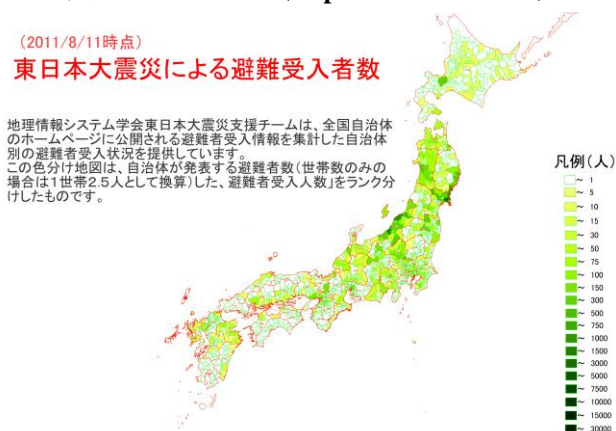 (2011/8/11時点)
東日本大震災による避難受入者数
地理情報システム学会東日本大震災支援チームは、全国自治体
のホームページに公開される避難者受入情報を集計した自治体
別の避難者受入状況を提供しています。
この色分け地図は、自治体が発表する避難者数(世帯数のみの
場合は1世帯2.5人として換算)した、避難者受入人数」をランク分
けしたものです。
凡例(人)
~ 1
~ 5
~ 10
~ 15
~ 30
~ 50
~ 75
~ 100
~ 150
~ 300
~ 500
~ 750
~ 1000
~ 1500
~ 3000
~ 5000
~ 7500
~ 10000
~ 15000
~ 30000